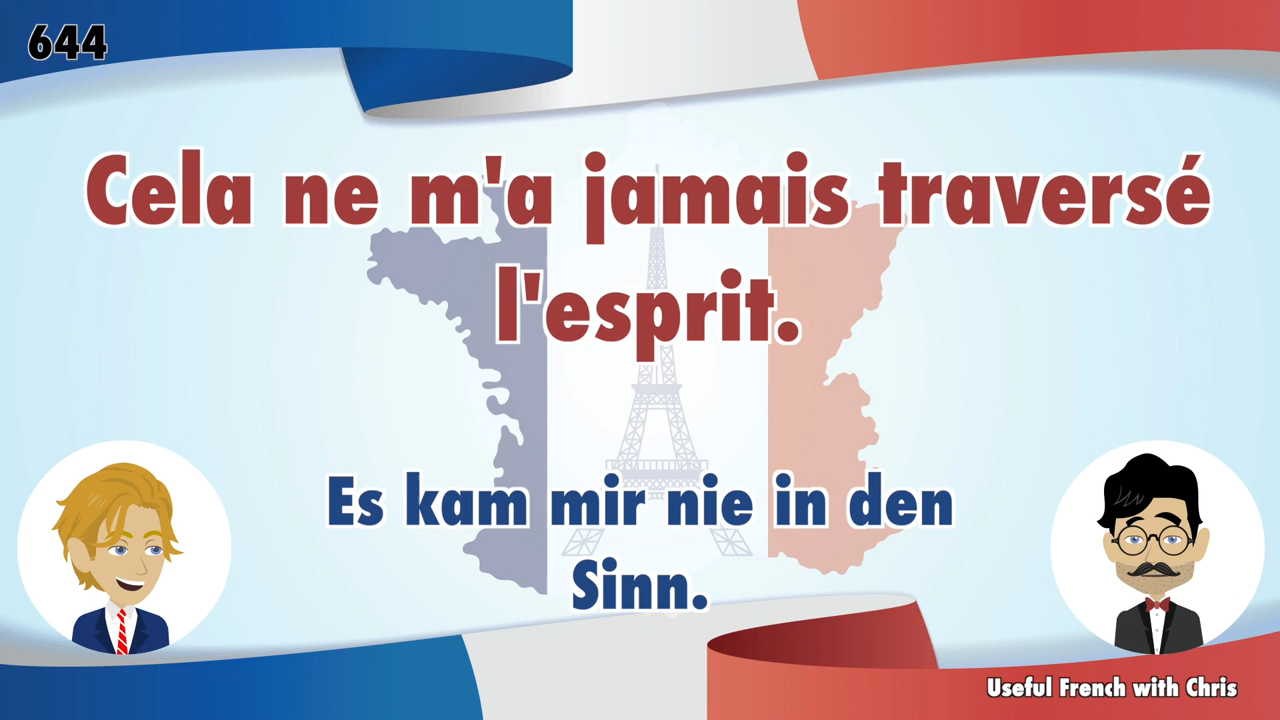 644
Cela ne m'a jamais traversé
l'esprit.
Es kam mir nie in den
Sinn.
Useful French with Chris